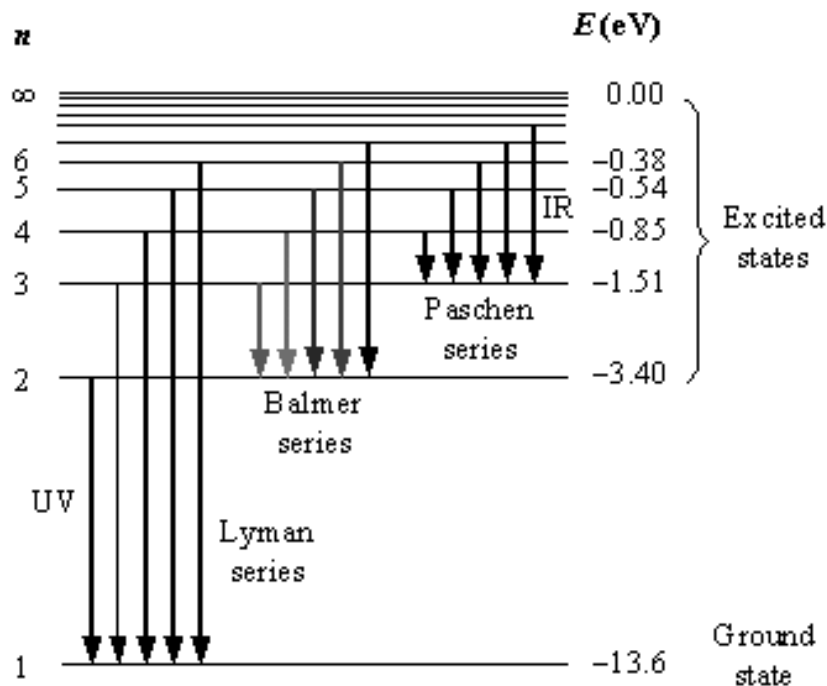 n E(eV)
∞ 0.00
6 −0.38
5 −0.54
IR
4 −0.85
Excited
states
3 −1.51
Paschen
series
2 −3.40
Balmer
series
UV
Lyman
series
Ground
state
1 −13.6